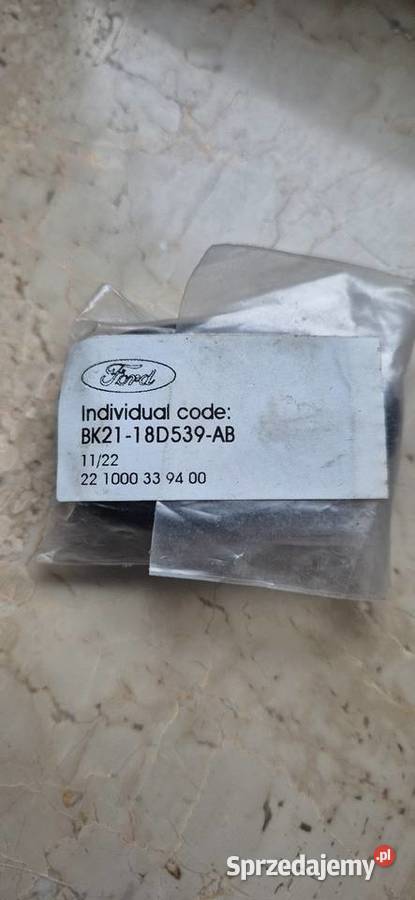 Ford
Individual code:
BK21-18D539-AB
11/22
22 1000 33 94 00
Sprzedajemy.pl